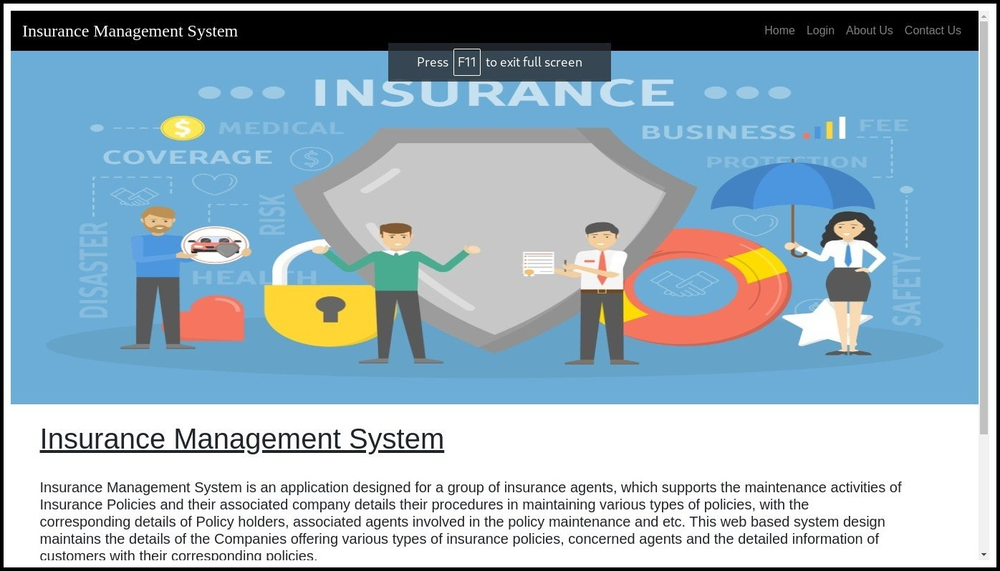 Insurance Management System
Home Login About Us Contact Us
Press F11 to exit full screen
INSURANCE
MEDICAL
COVERAGE
BUSINESS
FEE
PROTECTION
RISK
DISASTER
HEALTH
SAFETY
Insurance Management System
Insurance Management System is an application designed for a group of insurance agents, which supports the maintenance activities of
Insurance Policies and their associated company details their procedures in maintaining various types of policies, with the
corresponding details of Policy holders, associated agents involved in the policy maintenance and etc. This web based system design
maintains the details of the Companies offering various types of insurance policies, concerned agents and the detailed information of
customers with their corresponding policies.